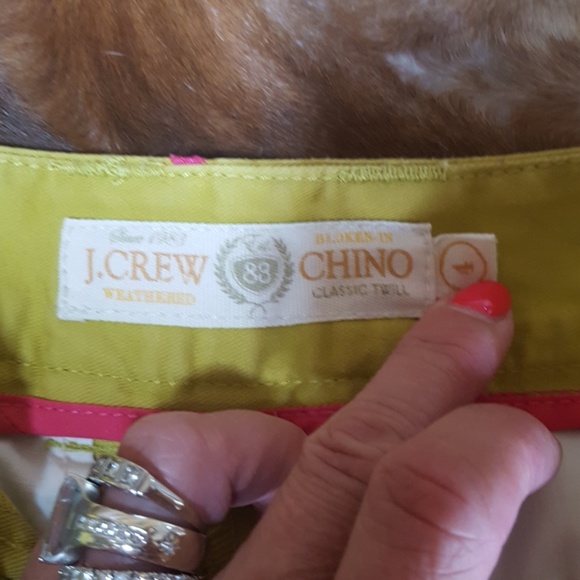 Since 1983
J.CREW
WEATHERED
88
BROKEN-IN
CHINO
CLASSIC TWILL
4